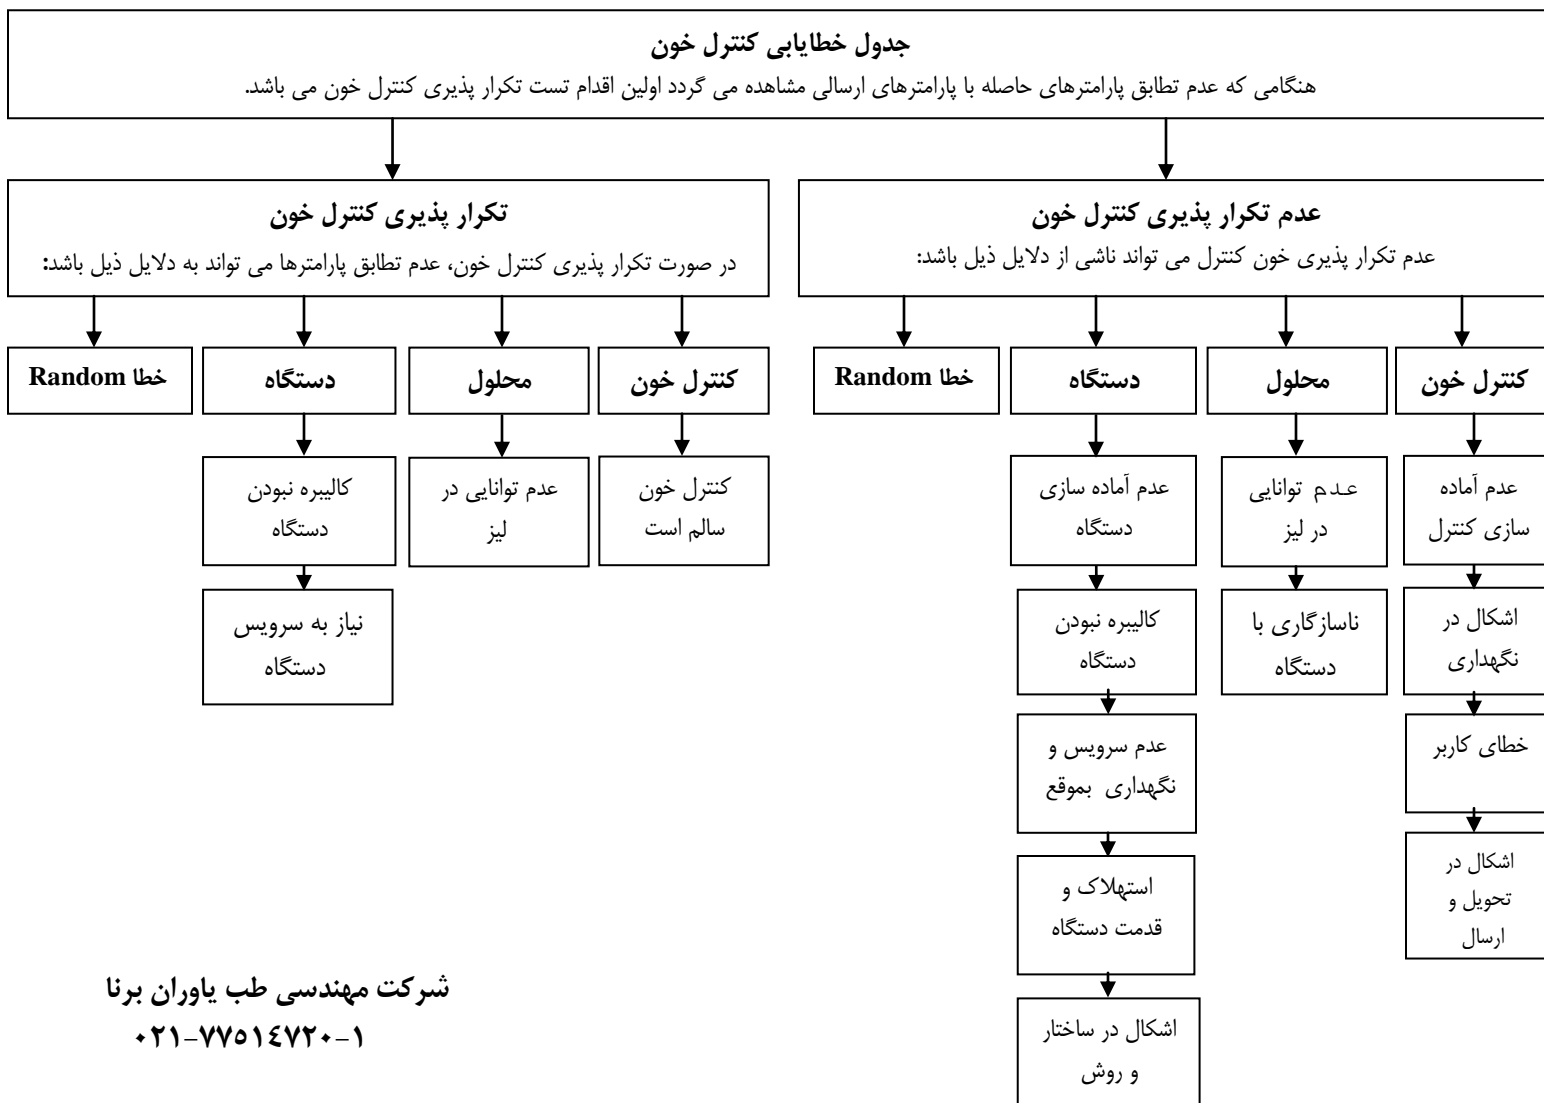 جدول خطایابی کنترل خون
هنگامی که عدم تطابق پارامترهای حاصله با پارامترهای ارسالی مشاهده می گردد اولین اقدام تست تکرار پذیری کنترل خون می باشد.
عدم تکرار پذیری کنترل خون
عدم تکرار پذیری خون کنترل می تواند ناشی از دلایل ذیل باشد:
تکرار پذیری کنترل خون
در صورت تکرار پذیری کنترل خون، عدم تطابق پارامترها می تواند به دلایل ذیل باشد:
کنترل خون
محلول
دستگاه
خطا Random
کنترل خون
محلول
دستگاه
خطا Random
عدم آماده
سازی کنترل
اشکال در
نگهداری
خطای کاربر
اشکال در
تحویل و
ارسال
عدم توانایی
در لیز
ناسازگاری با
دستگاه
عدم آماده سازی
دستگاه
کالیبره نبودن
دستگاه
عدم سرویس و
نگهداری بموقع
استهلاک و
قدمت دستگاه
اشکال در ساختار
و روش
کنترل خون
سالم است
عدم توانایی در
لیز
کالیبره نبودن
دستگاه
نیاز به سرویس
دستگاه
شرکت مهندسی طب یاوران برنا
۰۲۱-۷۷۵۱٤۷۲۰-۱